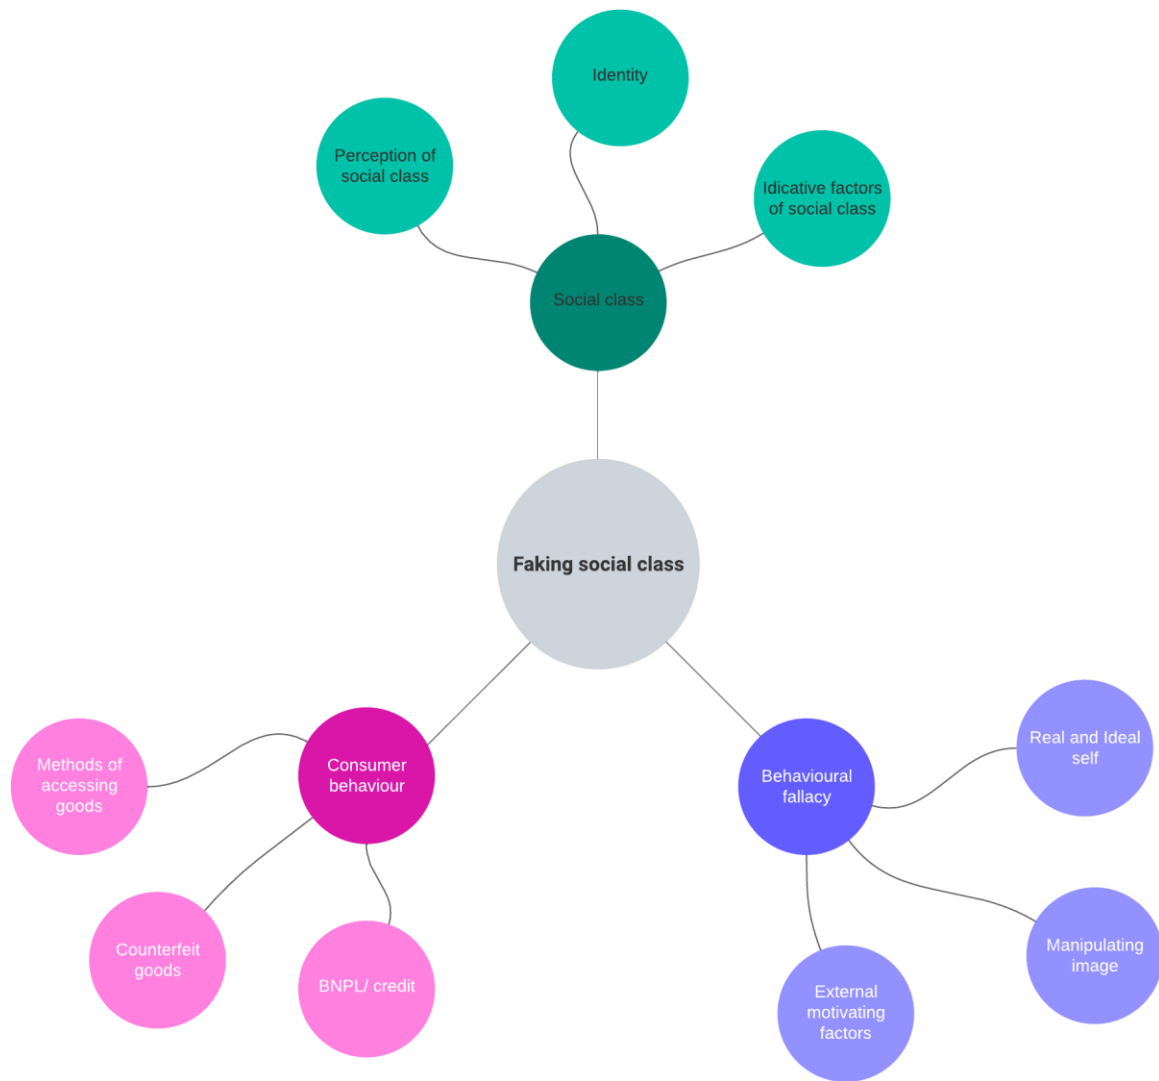 Identity
Perception of
social class
Idicative factors
of social class
Social class
Faking social class
Consumer
behaviour
Methods of
accessing
goods
Counterfeit
goods
BNPL/ credit
Behavioural
fallacy
Real and Ideal
self
Manipulating
image
External
motivating
factors